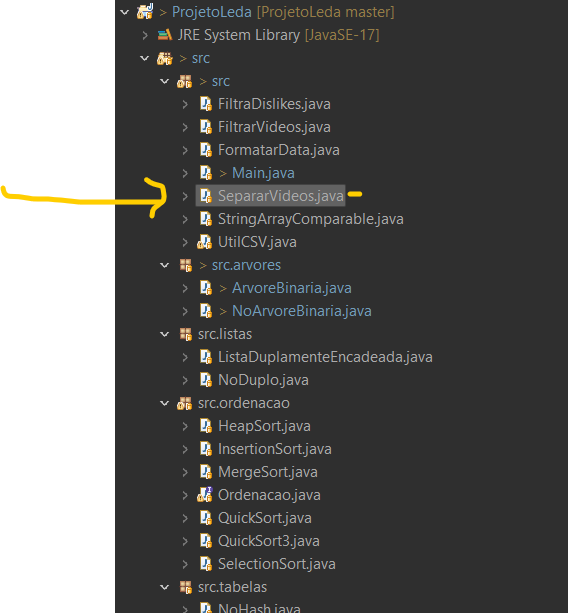 > ProjetoLeda [ProjetoLeda master]
> JRE System Library [JavaSE-17]
> src
src
> FiltraDislikes.java
> FiltrarVideos.java
> FormatarData.java
> > Main.java
> SepararVideos.java
> StringArrayComparable.java
> UtilCSV.java
> src.arvores
> > ArvoreBinaria.java
> > NoArvoreBinaria.java
src.listas
> ListaDuplamenteEncadeada.java
> NoDuplo.java
src.ordenacao
> HeapSort.java
> InsertionSort.java
> MergeSort.java
> Ordenacao.java
> QuickSort.java
> QuickSort3.java
> SelectionSort.java
src.tabelas
> NoHash.java